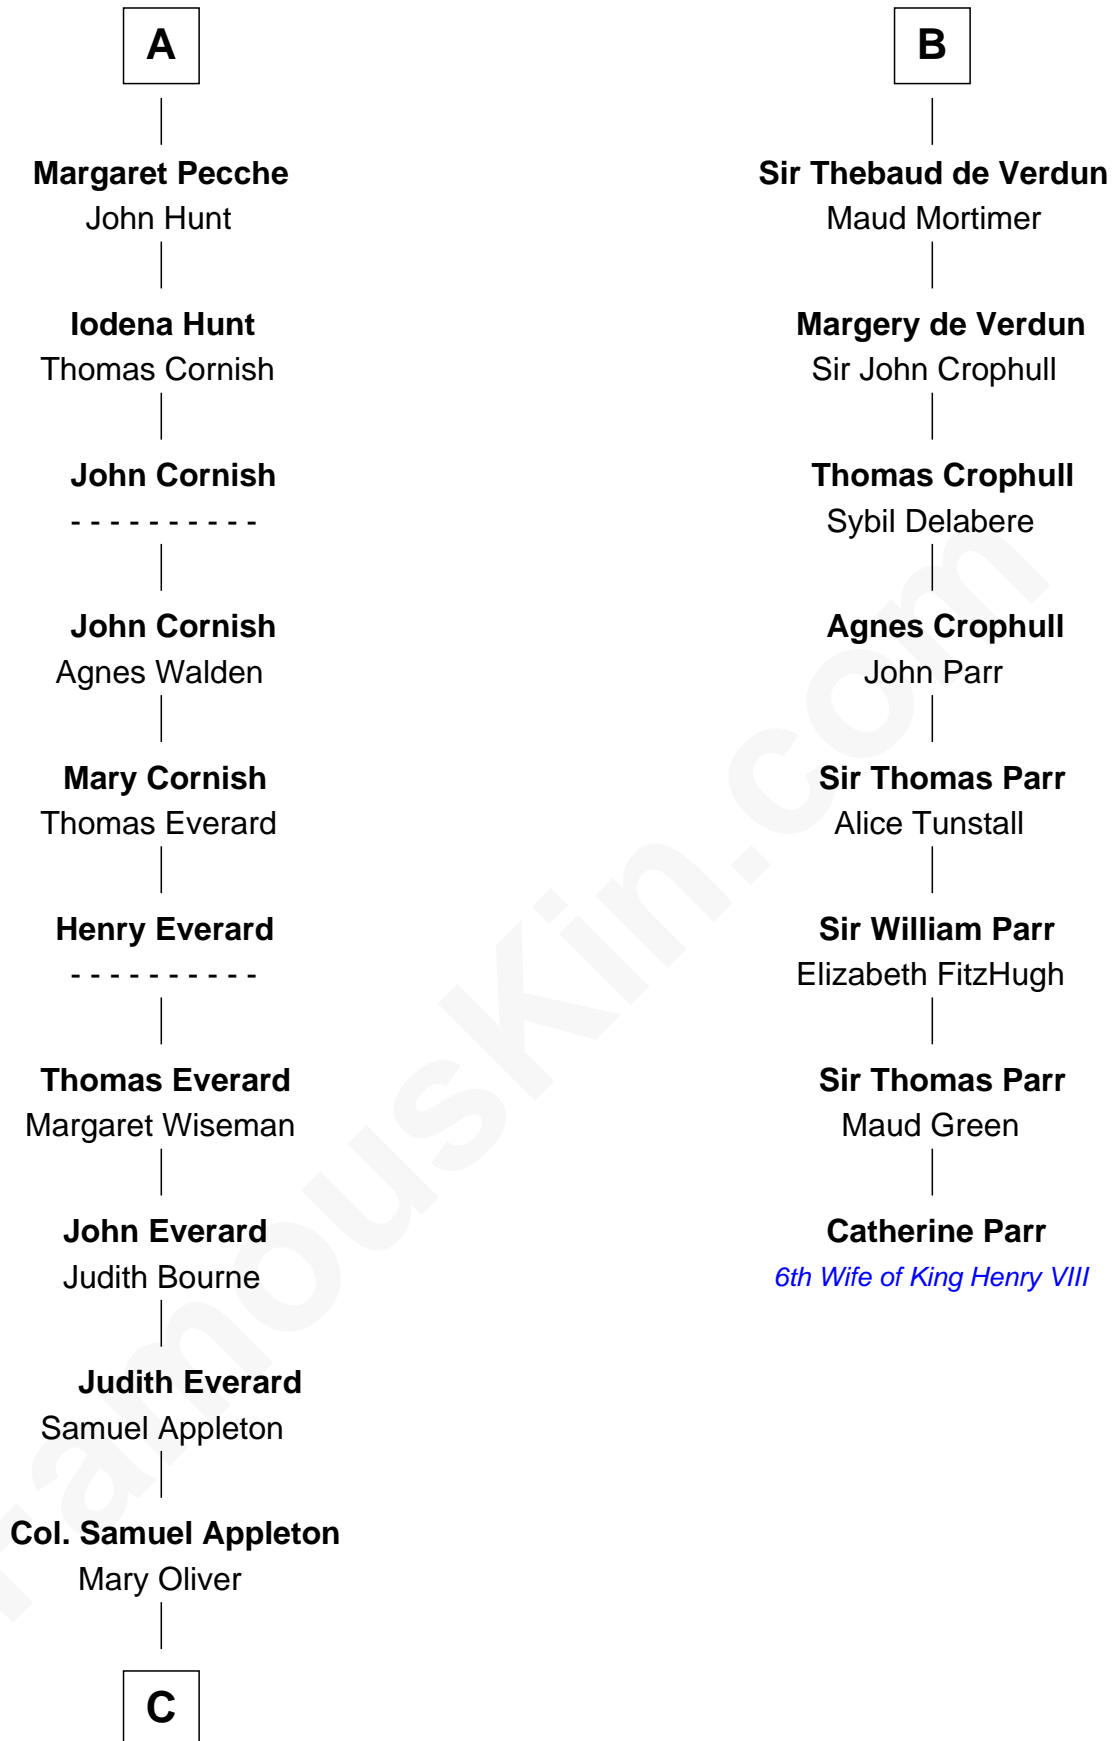 A
Margaret Pecche
John Hunt
Iodena Hunt
Thomas Cornish
John Cornish
- - - - - - - - - -
John Cornish
Agnes Walden
Mary Cornish
Thomas Everard
Henry Everard
- - - - - - - - - -
Thomas Everard
Margaret Wiseman
John Everard
Judith Bourne
Judith Everard
Samuel Appleton
Col. Samuel Appleton
Mary Oliver
C
B
Sir Thebaud de Verdun
Maud Mortimer
Margery de Verdun
Sir John Crophull
Thomas Crophull
Sybil Delabere
Agnes Crophull
John Parr
Sir Thomas Parr
Alice Tunstall
Sir William Parr
Elizabeth FitzHugh
Sir Thomas Parr
Maud Green
Catherine Parr
6th Wife of King Henry VIII
FamousKin.com